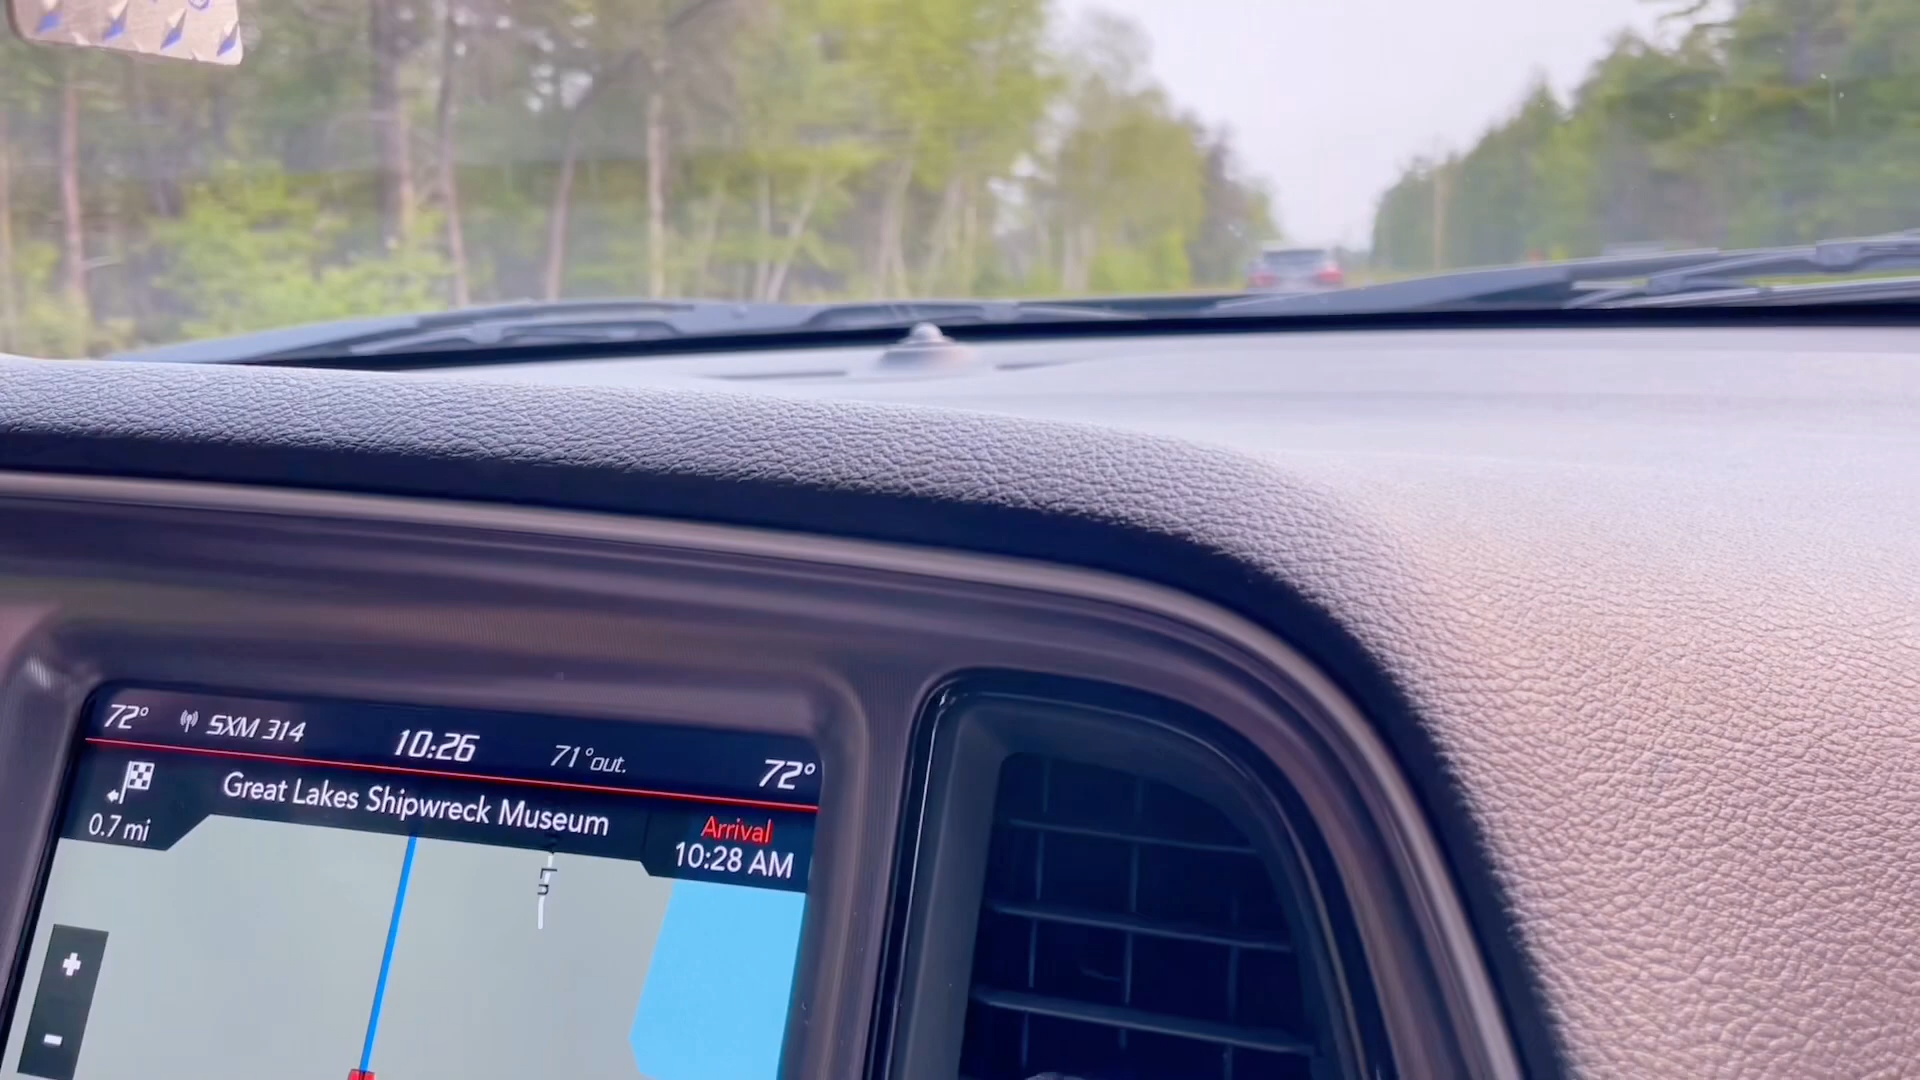 72° SXM 314 10:26 71°out. 72°
Great Lakes Shipwreck Museum
0.7 mi
Arrival
10:28 AM
Ln
+
-